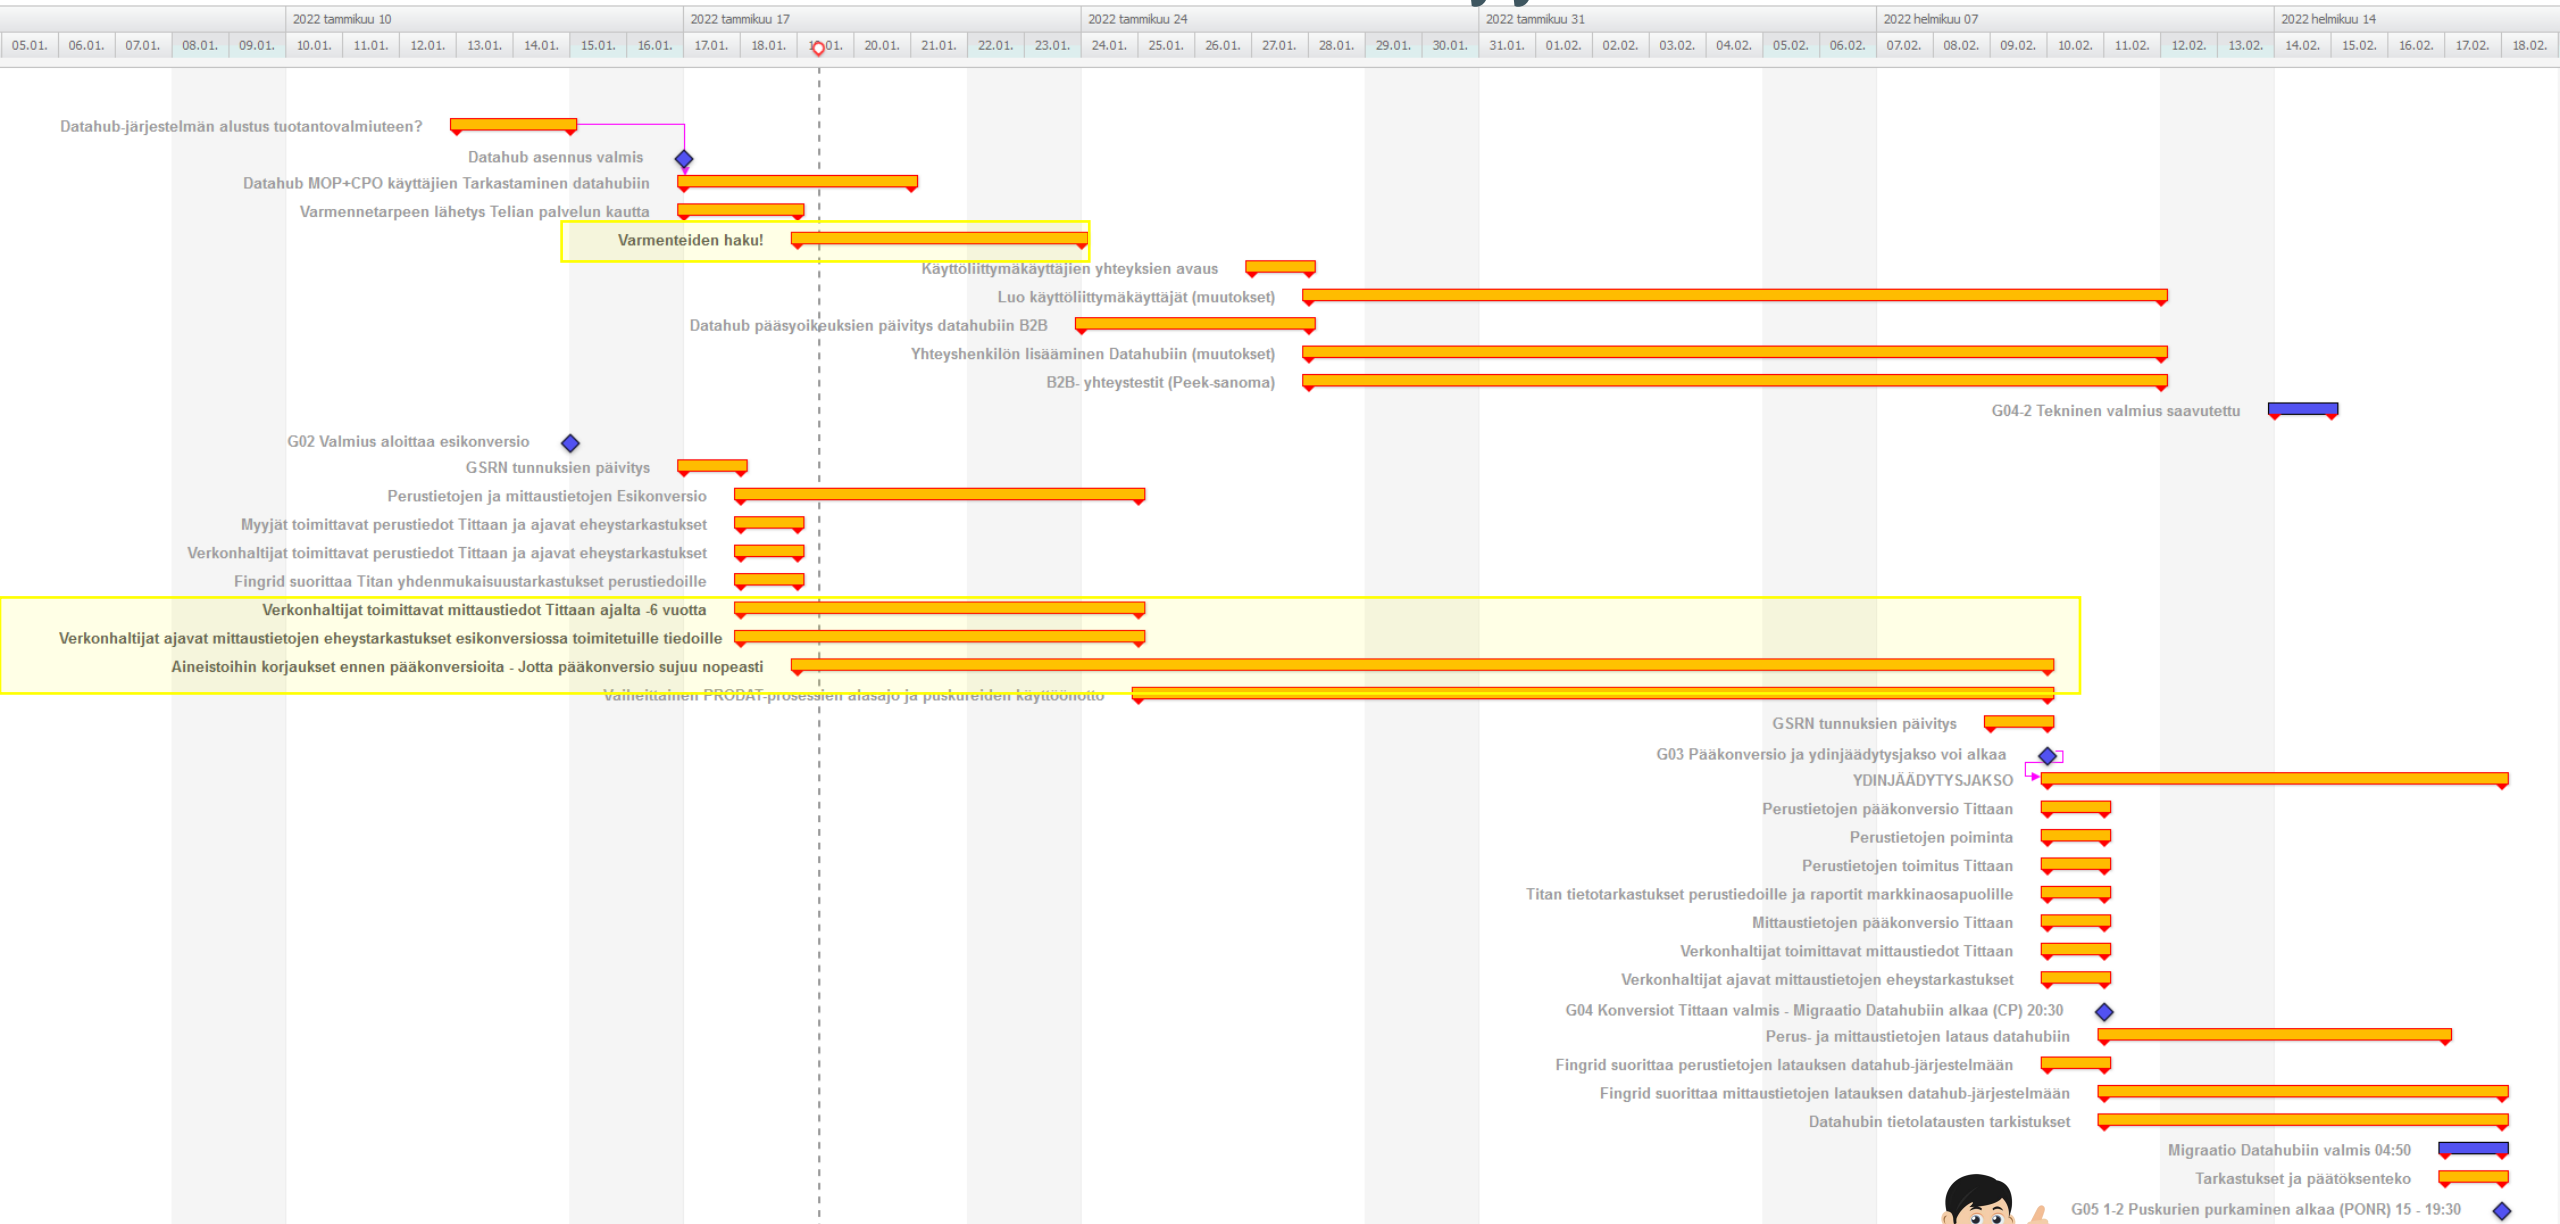 2022 tammikuu 10 2022 tammikuu 17 2022 tammikuu 24 2022 tammikuu 31 2022 helmikuu 07 2022 helmikuu 14
05.01. 06.01. 07.01. 08.01. 09.01. 10.01. 11.01. 12.01. 13.01. 14.01. 15.01. 16.01. 17.01. 18.01. 01. 20.01. 21.01. 22.01. 23.01. 24.01. 25.01. 26.01. 27.01. 28.01. 29.01. 30.01. 31.01. 01.02. 02.02. 03.02. 04.02. 05.02. 06.02. 07.02. 08.02. 09.02. 10.02. 11.02. 12.02. 13.02. 14.02. 15.02. 16.02. 17.02. 18.02.
Datahub-järjestelmän alustus tuotantovalmiuteen?
Datahub asennus valmis
Datahub MOP+CPO käyttäjien Tarkastaminen datahubiin
Varmennetarpeen lähetys Telian palvelun kautta
Varmenteiden haku!
Käyttöliittymäkäyttäjien yhteyksien avaus
Luo käyttöliittymäkäyttäjät (muutokset)
Datahub pääsyoikeuksien päivitys datahubiin B2B
Yhteyshenkilön lisääminen Datahubiin (muutokset)
B2B- yhteystestit (Peek-sanoma)
G04-2 Tekninen valmius saavutettu
G02 Valmius aloittaa esikonversio
GSRN tunnuksien päivitys
Perustietojen ja mittaustietojen Esikonversio
Myyjät toimittavat perustiedot Tittaan ja ajavat eheystarkastukset
Verkonhaltijat toimittavat perustiedot Tittaan ja ajavat eheystarkastukset
Fingrid suorittaa Titan yhdenmukaisuustarkastukset perustiedoille
Verkonhaltijat toimittavat mittaustiedot Tittaan ajalta -6 vuotta
Verkonhaltijat ajavat mittaustietojen eheystarkastukset esikonversiossa toimitetuille tiedoille
Aineistoihin korjaukset ennen pääkonversioita - Jotta pääkonversio sujuu nopeasti
Vaiheittainen PRODAT-prosessien alasajo ja puskureiden käyttöönotto
GSRN tunnuksien päivitys
G03 Pääkonversio ja ydinjäädytysjakso voi alkaa
YDINJÄÄDYTYSJAKSO
Perustietojen pääkonversio Tittaan
Perustietojen poiminta
Perustietojen toimitus Tittaan
Titan tietotarkastukset perustiedoille ja raportit markkinaosapuolille
Mittaustietojen pääkonversio Tittaan
Verkonhaltijat toimittavat mittaustiedot Tittaan
Verkonhaltijat ajavat mittaustietojen eheystarkastukset
G04 Konversiot Tittaan valmis - Migraatio Datahubiin alkaa (CP) 20:30
Perus- ja mittaustietojen lataus datahubiin
Fingrid suorittaa perustietojen latauksen datahub-järjestelmään
Fingrid suorittaa mittaustietojen latauksen datahub-järjestelmään
Datahubin tietolatausten tarkistukset
Migraatio Datahubiin valmis 04:50
Tarkastukset ja päätöksenteko
G05 1-2 Puskurien purkaminen alkaa (PONR) 15 - 19:30